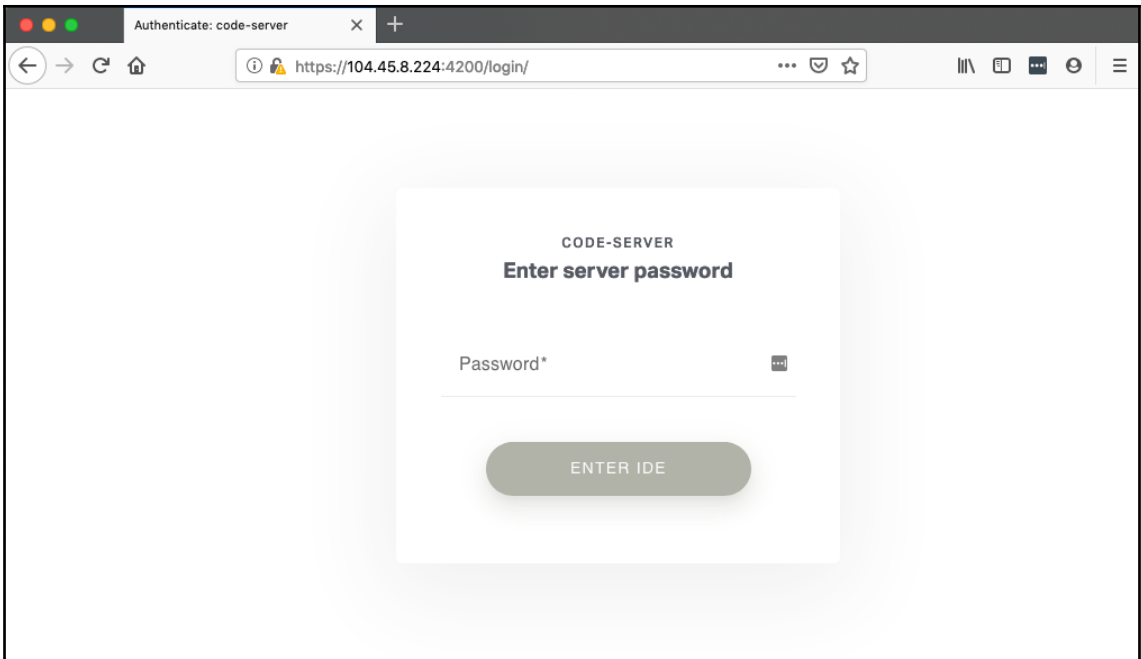 Authenticate: code-server
https://104.45.8.224:4200/login/
CODE-SERVER
Enter server password
Password*
ENTER IDE